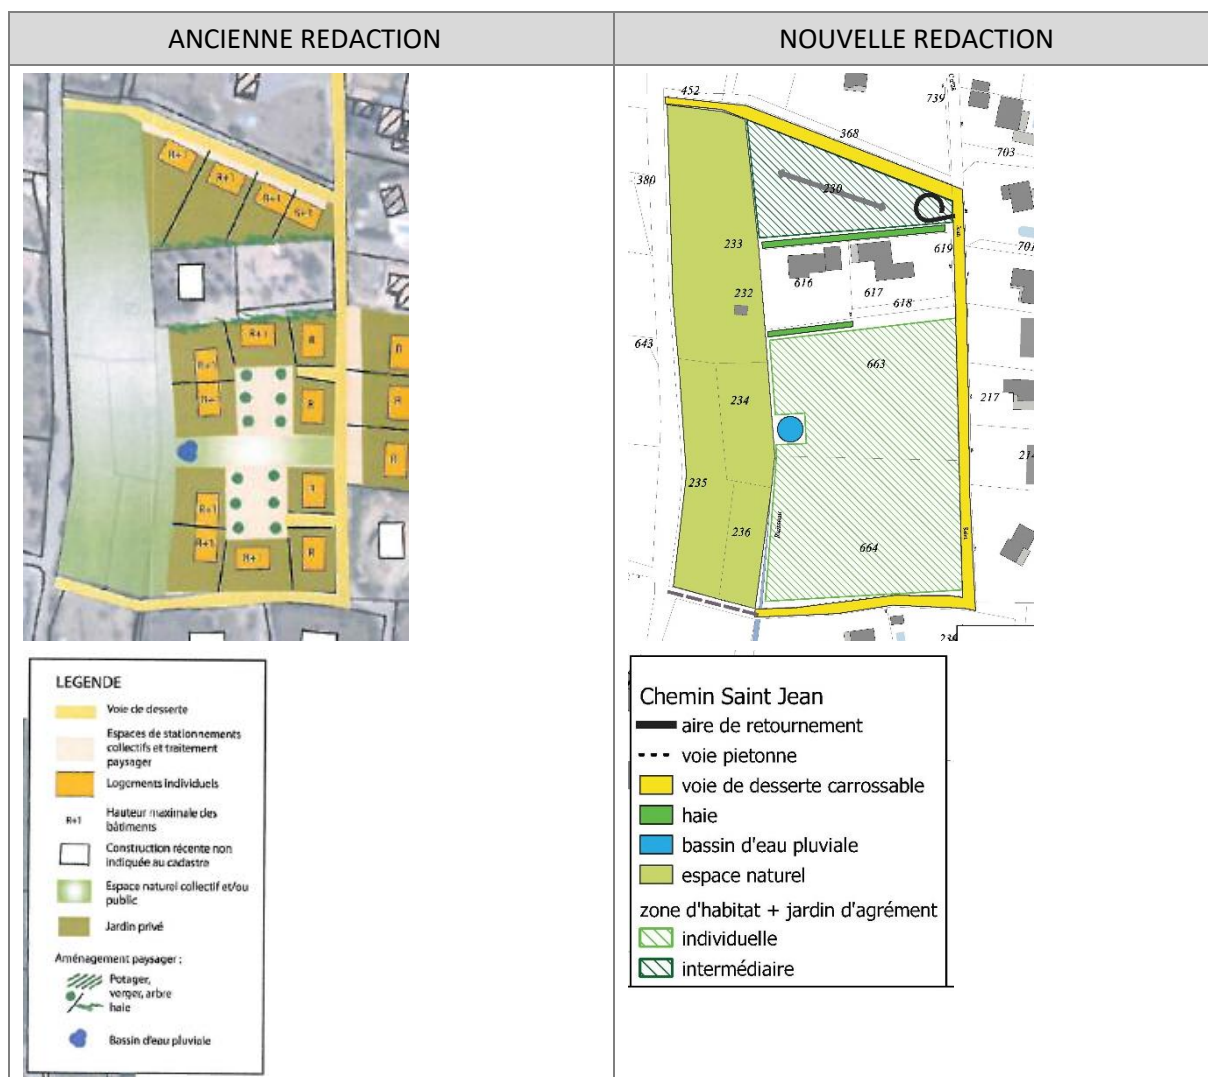 ANCIENNE REDACTION
NOUVELLE REDACTION
R+1
R+1
R+1
R+1
R+1
R
R+1
R+1
R
R
R
R
R+1
R+1
R+1
R
R
LEGENDE
Voie de desserte
Espaces de stationnements
collectifs et traitement
paysager
Logements individuels
R+1
Hauteur maximale des
bâtiments
Construction récente non
indiquée au cadastre
Espace naturel collectif et/ou
public
Jardin privé
Aménagement paysager :
Potager,
verger, arbre
haie
Bassin d'eau pluviale
452
739
368
703
380
230
233
619
701
616
617
232
618
643
663
234
217
214
235
236
Ruisseau
664
Chemin Saint Jean
aire de retournement
voie pietonne
voie de desserte carrossable
haie
bassin d'eau pluviale
espace naturel
zone d'habitat + jardin d'agrément
individuelle
intermédiaire